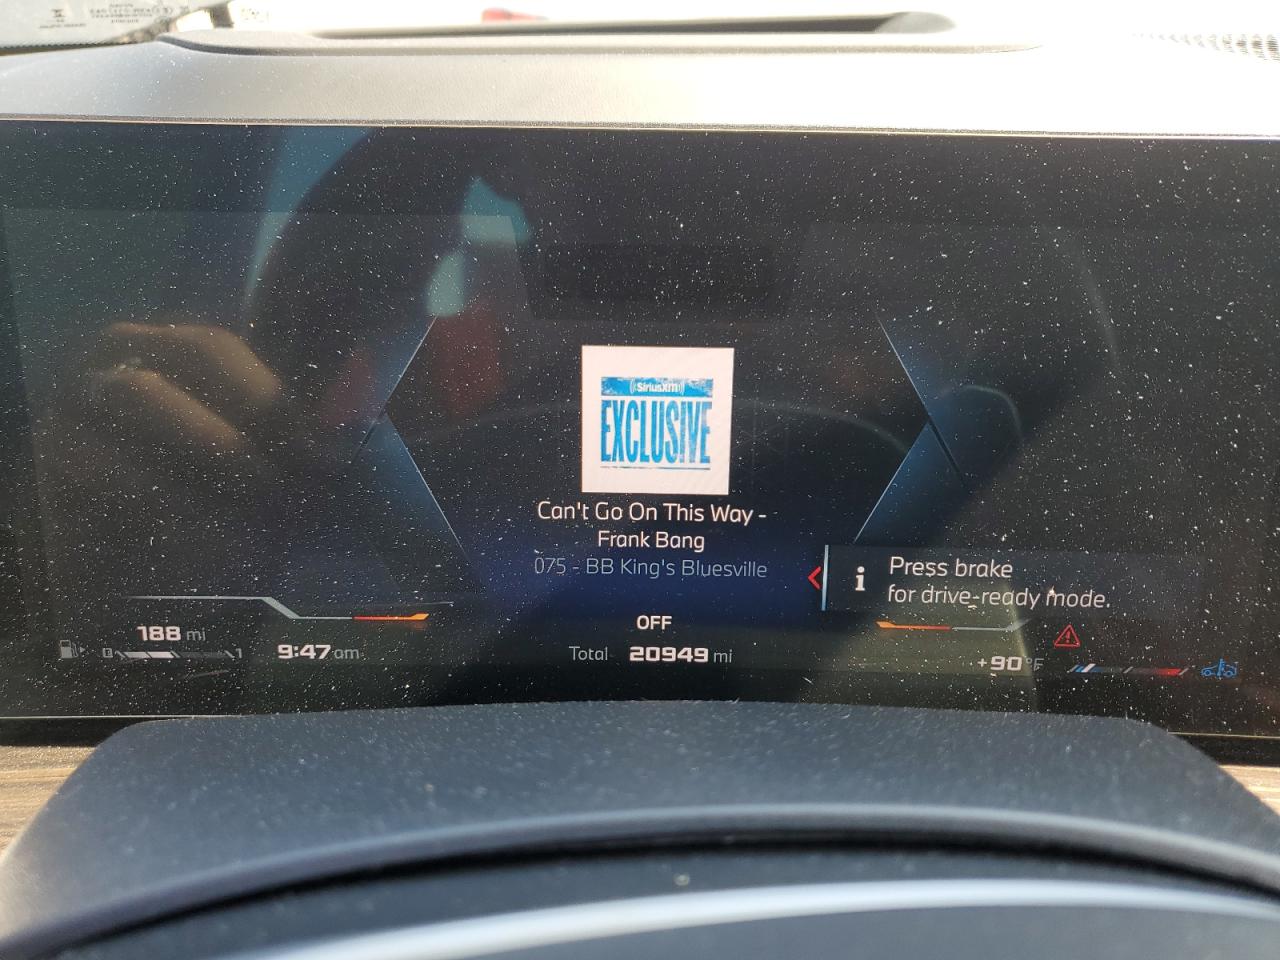 SiriusXM
EXCLUSIVE
Can't Go On This Way -
Frank Bang
075 - BB King's Bluesville
Press brake
for drive-ready mode.
OFF
188 mi
9:47 am
Total 20949 mi
+90°F
1